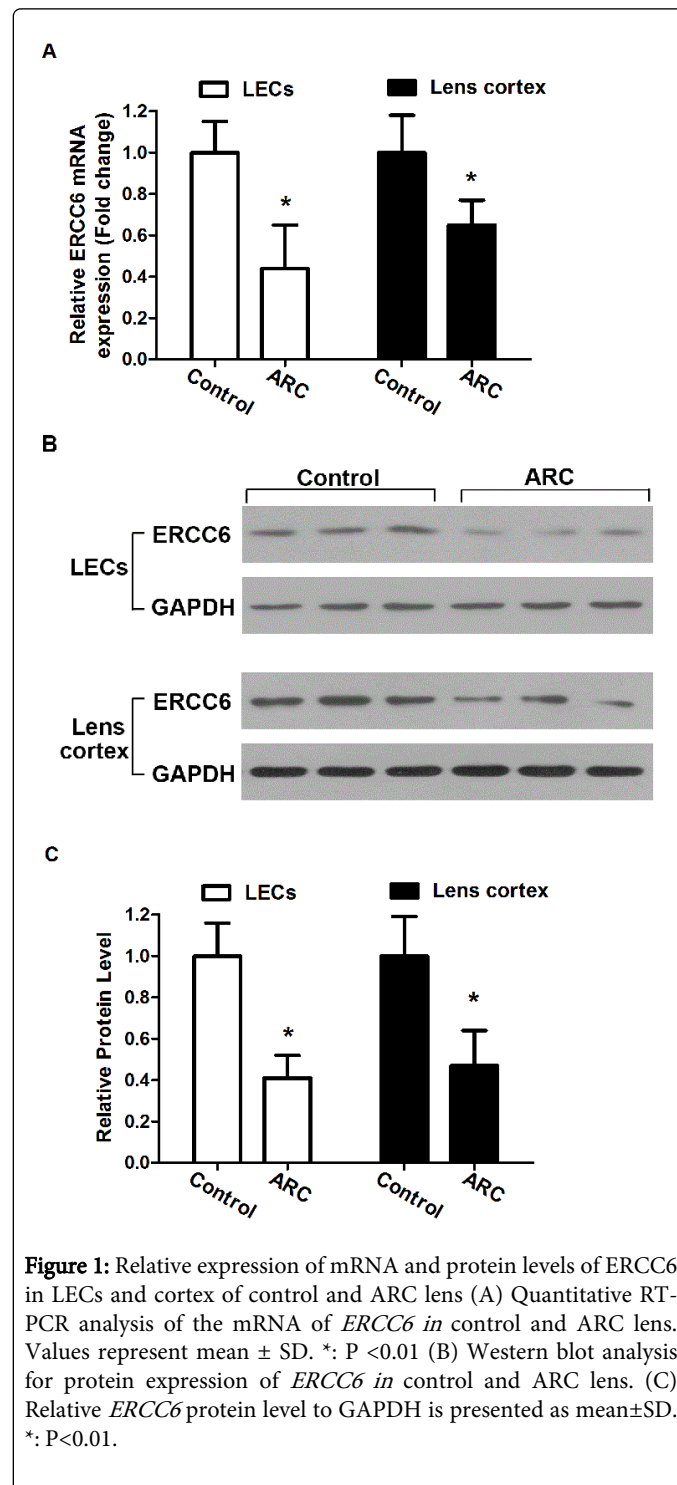 A
LECs
Lens cortex
Relative ERCC6 mRNA
expression (Fold change)
1.2
1.0
0.8
0.6
0.4
0.2
0.0
*
*
Control
ARC
Control
ARC
B
Control
ARC
LECs
ERCC6
GAPDH
Lens
cortex
ERCC6
GAPDH
C
LECs
Lens cortex
Relative Protein Level
1.2
1.0
0.8
0.6
0.4
0.2
0.0
*
*
Control
ARC
Control
ARC
Figure 1: Relative expression of mRNA and protein levels of ERCC6
in LECs and cortex of control and ARC lens (A) Quantitative RT-
PCR analysis of the mRNA of ERCC6 in control and ARC lens.
Values represent mean ± SD. *: P <0.01 (B) Western blot analysis
for protein expression of ERCC6 in control and ARC lens. (C)
Relative ERCC6 protein level to GAPDH is presented as mean±SD.
*: P<0.01.